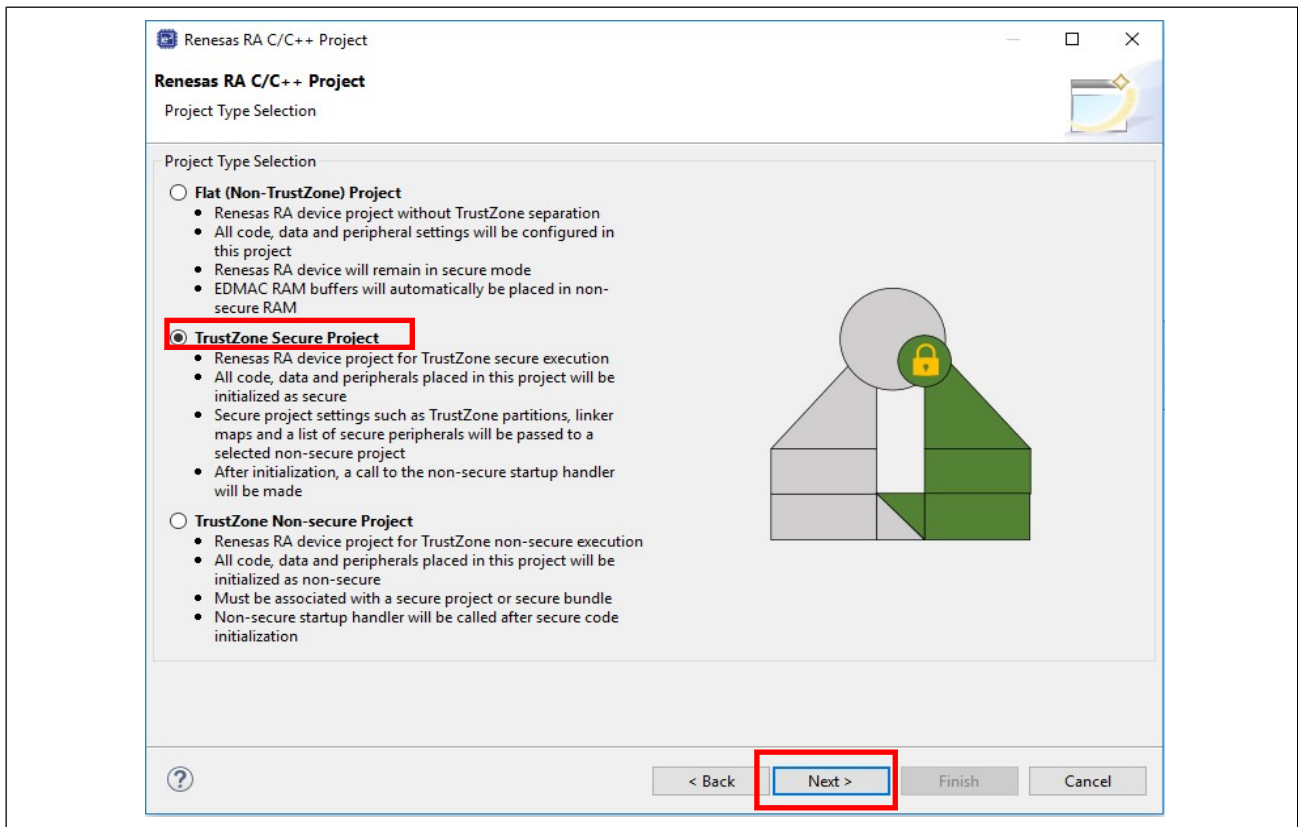 Renesas RA C/C++ Project
Renesas RA C/C++ Project
Project Type Selection
Project Type Selection
Flat (Non-TrustZone) Project
• Renesas RA device project without TrustZone separation
• All code, data and peripheral settings will be configured in
this project
• Renesas RA device will remain in secure mode
• EDMAC RAM buffers will automatically be placed in non-
secure RAM
TrustZone Secure Project
• Renesas RA device project for TrustZone secure execution
• All code, data and peripherals placed in this project will be
initialized as secure
• Secure project settings such as TrustZone partitions, linker
maps and a list of secure peripherals will be passed to a
selected non-secure project
• After initialization, a call to the non-secure startup handler
will be made
TrustZone Non-secure Project
• Renesas RA device project for TrustZone non-secure execution
• All code, data and peripherals placed in this project will be
initialized as non-secure
• Must be associated with a secure project or secure bundle
• Non-secure startup handler will be called after secure code
initialization
? < Back Next > Finish Cancel